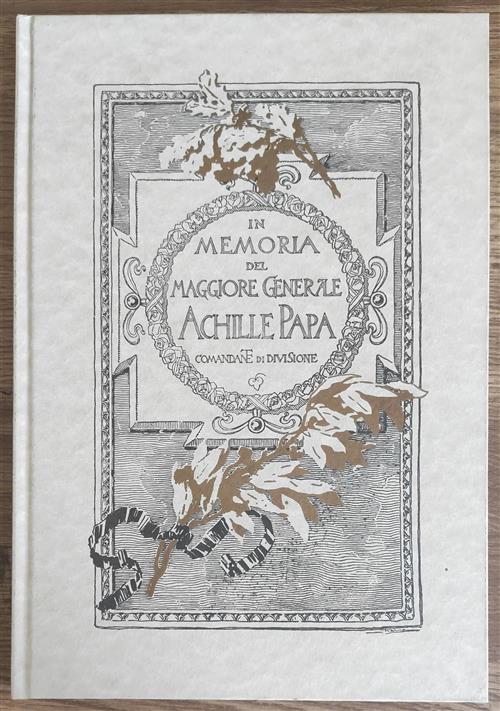 IN
MEMORIA
DEL
MAGGIORE GENERALE
ACHILLE PAPA
COMANDANTE DI DIVISIONE